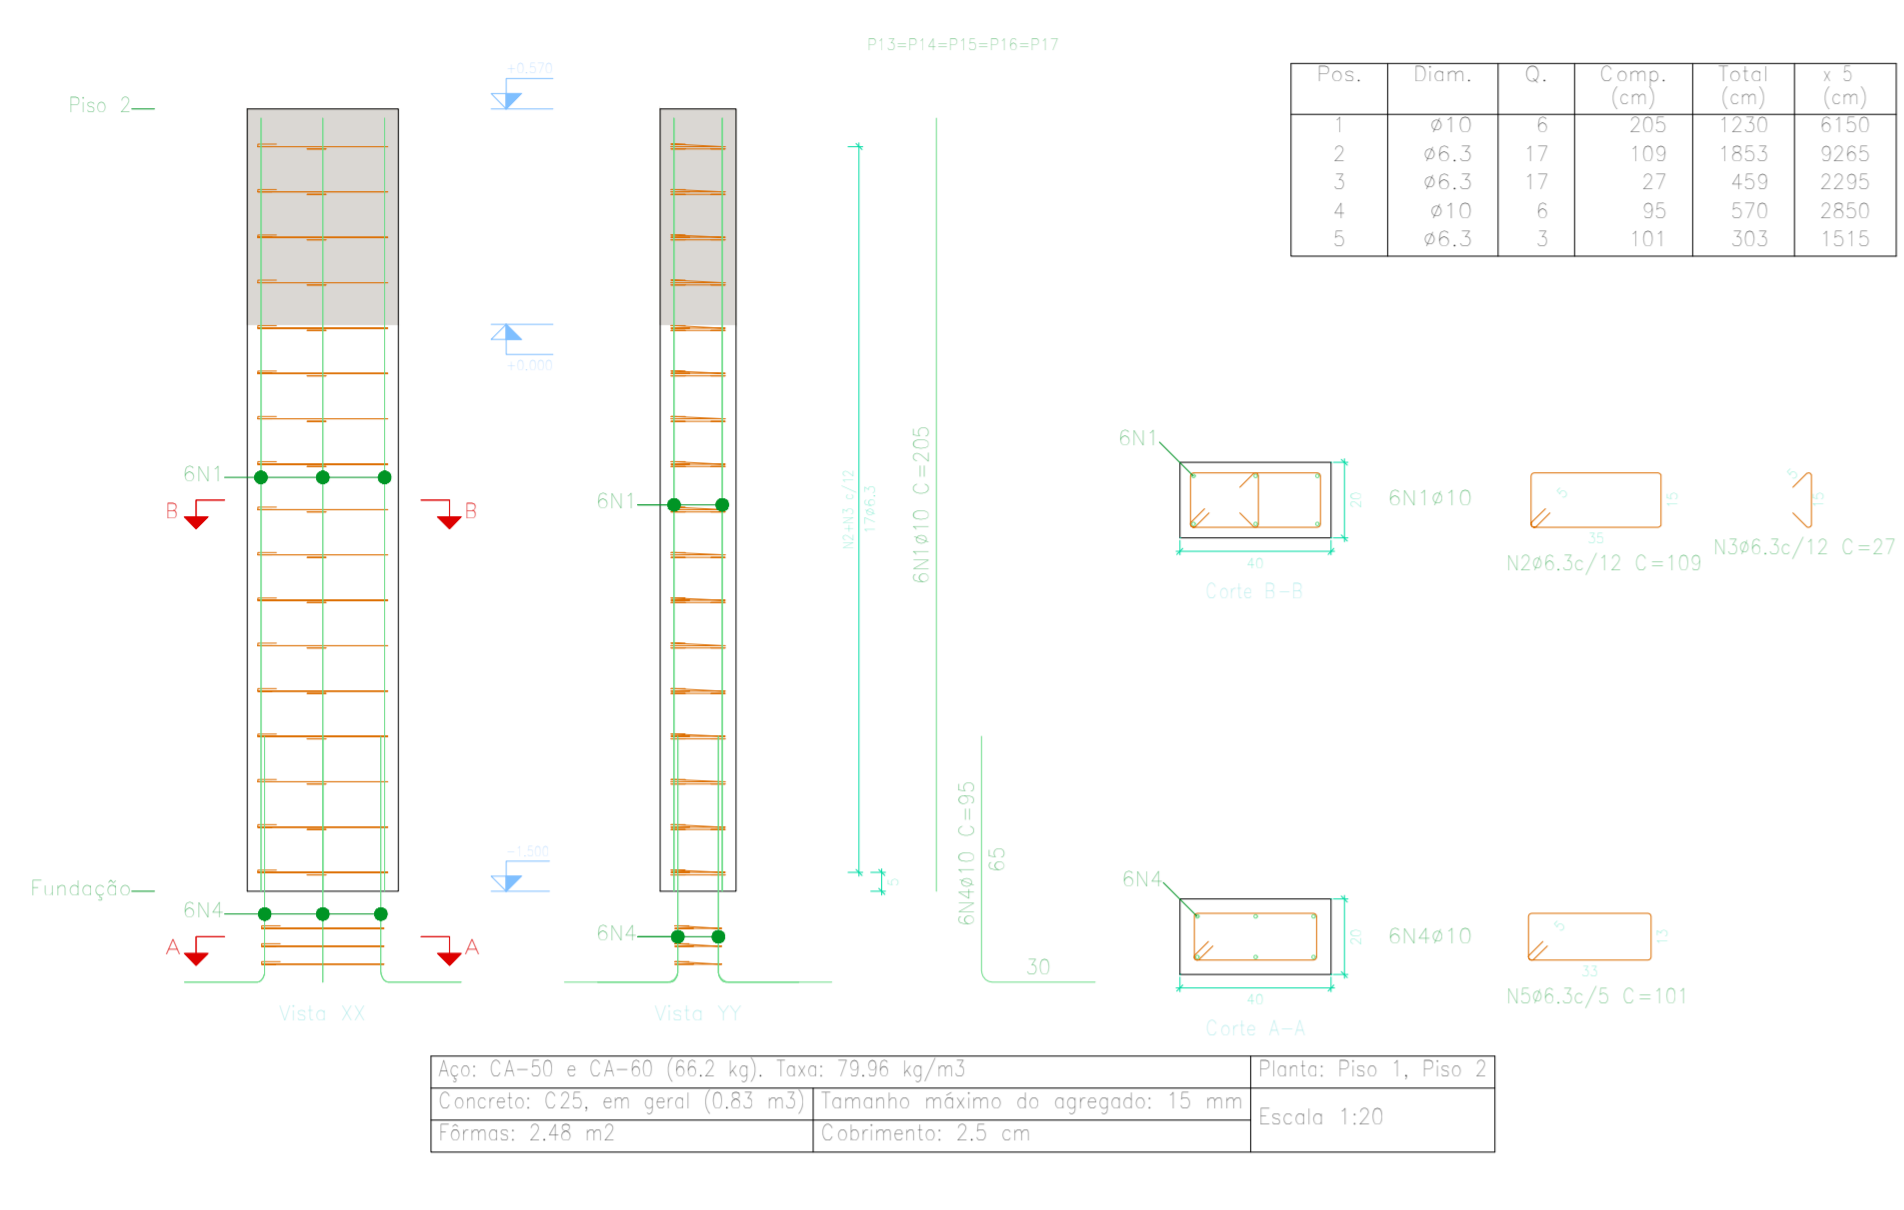 P13=P14=P15=P16=P17
Piso 2
+0.570
+0.000
6N1
B
B
-1.500
Fundação
6N4
A
A
Vista XX
6N1
6N4
Vista YY
N2+N3 c/12
17ø6.3
5
6N1ø10 C=205
6N4ø10 C=95
65
30
Pos. Diam. Q. Comp. (cm) Total (cm) x 5 (cm)
1 ø10 6 205 1230 6150
2 ø6.3 17 109 1853 9265
3 ø6.3 17 27 459 2295
4 ø10 6 95 570 2850
5 ø6.3 3 101 303 1515
6N1
20
40
Corte B-B
6N1ø10
5
15
35
N2ø6.3c/12 C=109
5
15
N3ø6.3c/12 C=27
6N4
20
40
Corte A-A
6N4ø10
5
13
33
N5ø6.3c/5 C=101
Aço: CA-50 e CA-60 (66.2 kg). Taxa: 79.96 kg/m3
Planta: Piso 1, Piso 2
Concreto: C25, em geral (0.83 m3)
Tamanho máximo do agregado: 15 mm
Escala 1:20
Fôrmas: 2.48 m2
Cobrimento: 2.5 cm